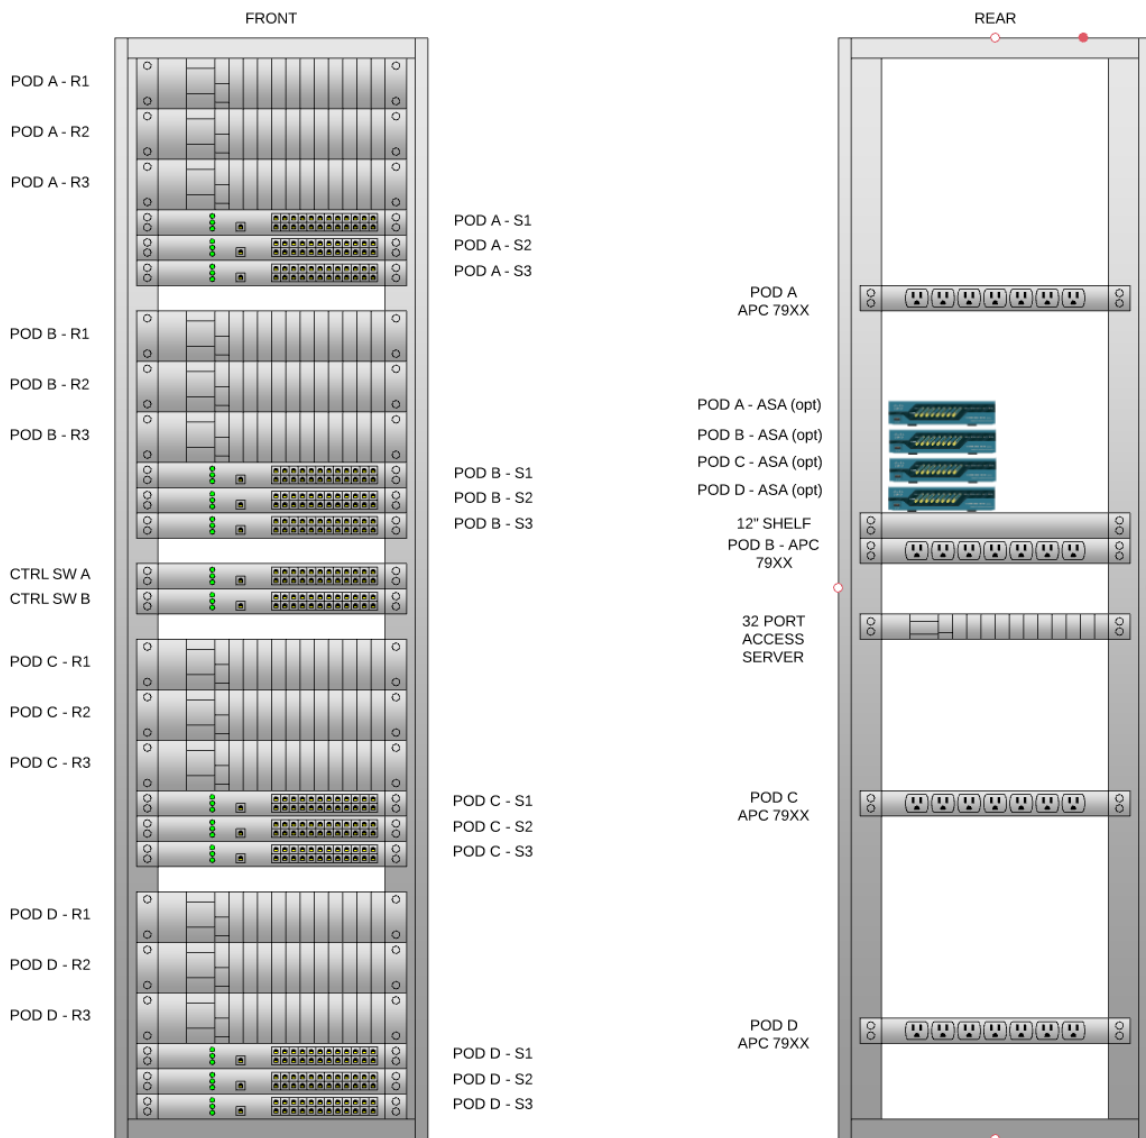 FRONT
POD A - R1
POD A - R2
POD A - R3
POD A - S1
POD A - S2
POD A - S3
POD B - R1
POD B - R2
POD B - R3
POD B - S1
POD B - S2
POD B - S3
CTRL SW A
CTRL SW B
POD C - R1
POD C - R2
POD C - R3
POD C - S1
POD C - S2
POD C - S3
POD D - R1
POD D - R2
POD D - R3
POD D - S1
POD D - S2
POD D - S3
REAR
POD A
APC 79XX
POD A - ASA (opt)
POD B - ASA (opt)
POD C - ASA (opt)
POD D - ASA (opt)
12" SHELF
POD B - APC
79XX
32 PORT
ACCESS
SERVER
POD C
APC 79XX
POD D
APC 79XX